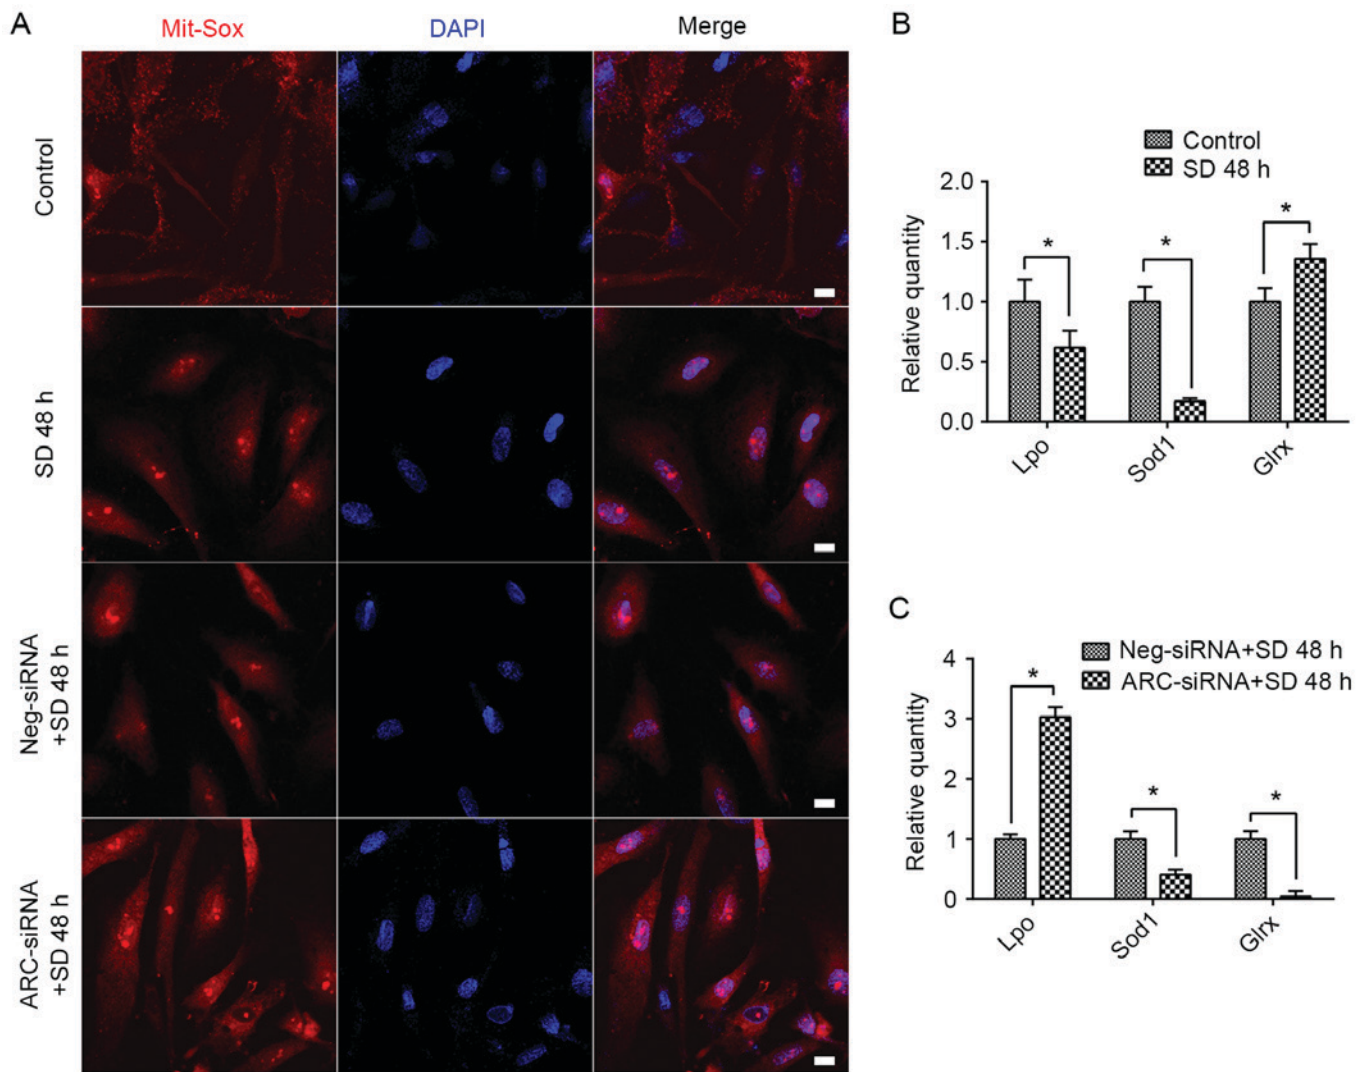 A
Mit-Sox
DAPI
Merge
Control
SD 48 h
Neg-siRNA
+SD 48 h
ARC-siRNA
+SD 48 h
B
Control
SD 48 h
Relative quantity
2.0
1.5
1.0
0.5
0.0
*
*
*
Lpo
Sod1
Glrx
C
Neg-siRNA+SD 48 h
ARC-siRNA+SD 48 h
Relative quantity
4
3
2
1
0
*
*
*
Lpo
Sod1
Glrx